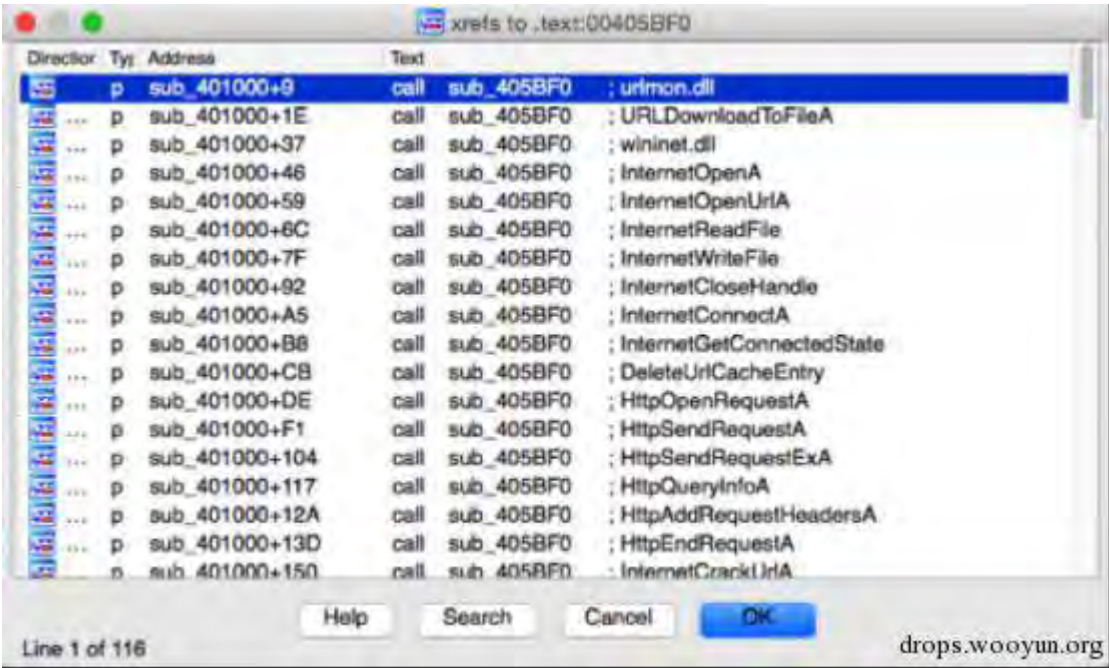 xrefs to .text:00405BF0
Direction Typ Address Text
p sub_401000+9 call sub_405BF0 ; urlmon.dll
... p sub_401000+1E call sub_405BF0 ; URLDownloadToFileA
... p sub_401000+37 call sub_405BF0 ; wininet.dll
... p sub_401000+46 call sub_405BF0 ; InternetOpenA
... p sub_401000+59 call sub_405BF0 ; InternetOpenUrlA
... p sub_401000+6C call sub_405BF0 ; InternetReadFile
... p sub_401000+7F call sub_405BF0 ; InternetWriteFile
... p sub_401000+92 call sub_405BF0 ; InternetCloseHandle
... p sub_401000+A5 call sub_405BF0 ; InternetConnectA
... p sub_401000+B8 call sub_405BF0 ; InternetGetConnectedState
... p sub_401000+CB call sub_405BF0 ; DeleteUrlCacheEntry
... p sub_401000+DE call sub_405BF0 ; HttpOpenRequestA
... p sub_401000+F1 call sub_405BF0 ; HttpSendRequestA
... p sub_401000+104 call sub_405BF0 ; HttpSendRequestExA
... p sub_401000+117 call sub_405BF0 ; HttpQueryInfoA
... p sub_401000+12A call sub_405BF0 ; HttpAddRequestHeadersA
... p sub_401000+13D call sub_405BF0 ; HttpEndRequestA
... p sub_401000+150 call sub_405BF0 ; InternetCrackUrlA
Help Search Cancel OK
Line 1 of 116
drops.wooyun.org